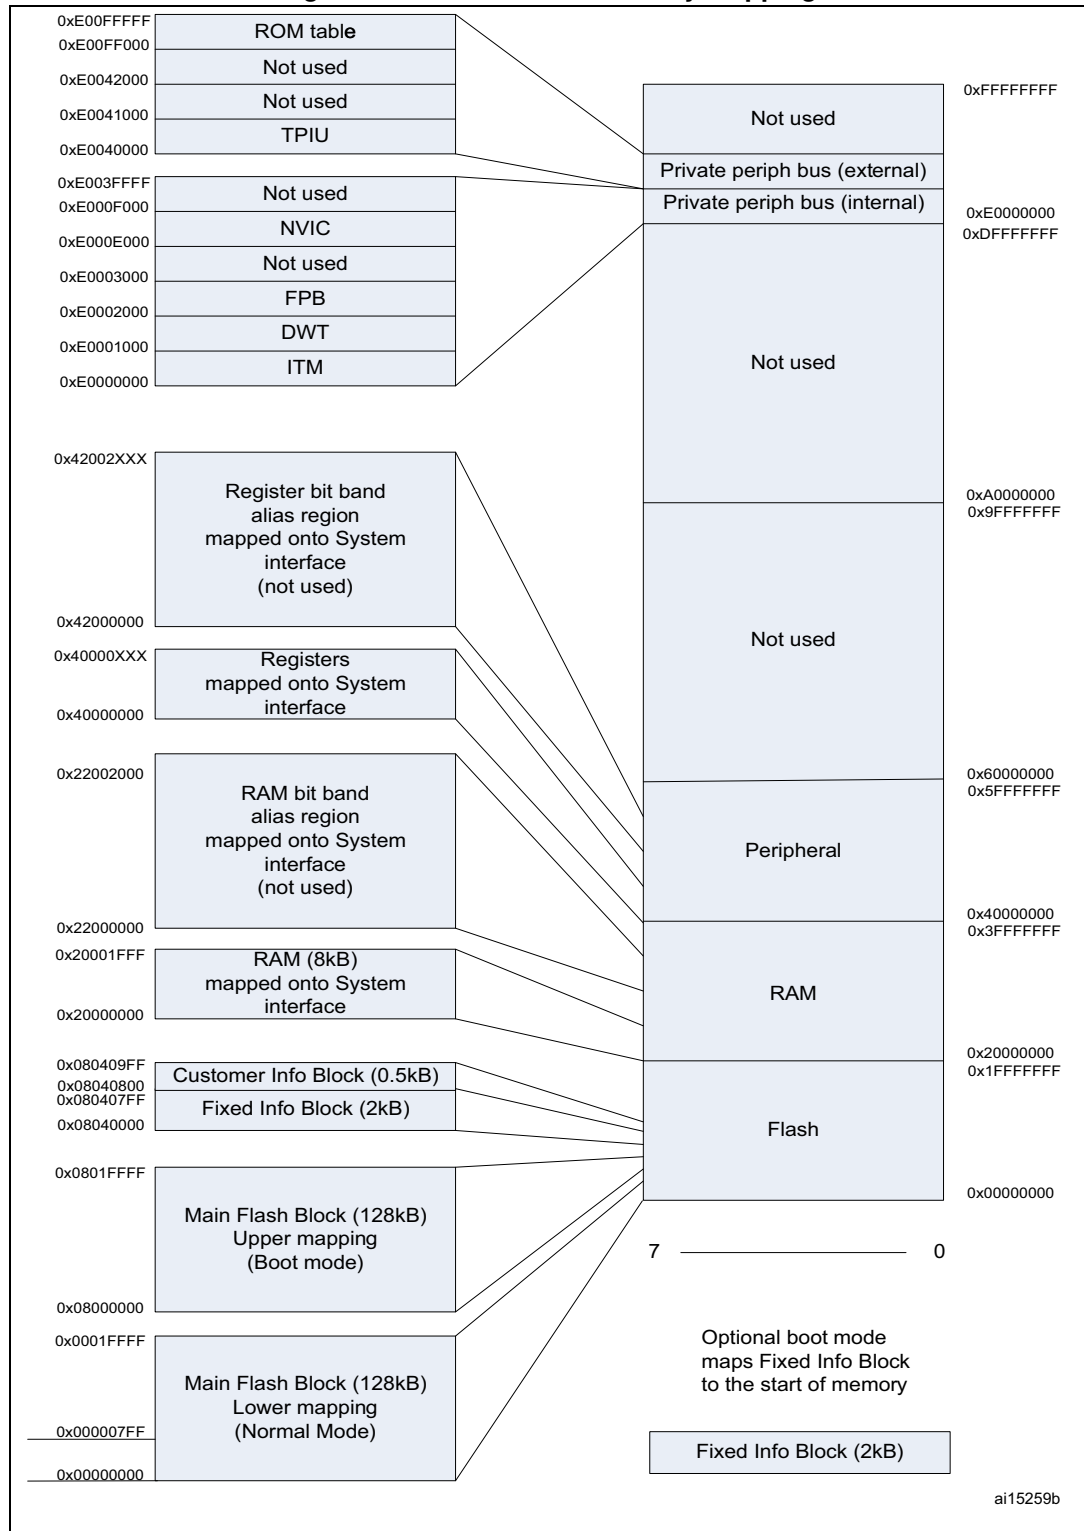 0xE00FFFFF
ROM table
0xE00FF000
Not used
0xE0042000
Not used
0xE0041000
TPIU
0xE0040000
0xE003FFFF
Not used
0xE000F000
NVIC
0xE000E000
Not used
0xE0003000
FPB
0xE0002000
DWT
0xE0001000
ITM
0xE0000000
0x42002XXX
Register bit band
alias region
mapped onto System
interface
(not used)
0x42000000
0x40000XXX
Registers
mapped onto System
interface
0x40000000
0x22002000
RAM bit band
alias region
mapped onto System
interface
(not used)
0x22000000
0x20001FFF
RAM (8kB)
mapped onto System
interface
0x20000000
0x080409FF
Customer Info Block (0.5kB)
0x08040800
0x080407FF
Fixed Info Block (2kB)
0x08040000
0x0801FFFF
Main Flash Block (128kB)
Upper mapping
(Boot mode)
0x08000000
0x0001FFFF
Main Flash Block (128kB)
Lower mapping
(Normal Mode)
0x000007FF
0x00000000
0xFFFFFFFF
Not used
Private periph bus (external)
Private periph bus (internal)
0xE0000000
0xDFFFFFFF
Not used
0xA0000000
0x9FFFFFFF
Not used
0x60000000
0x5FFFFFFF
Peripheral
0x40000000
0x3FFFFFFF
RAM
0x20000000
0x1FFFFFFF
Flash
0x00000000
7 0
Optional boot mode
maps Fixed Info Block
to the start of memory
Fixed Info Block (2kB)
ai15259b